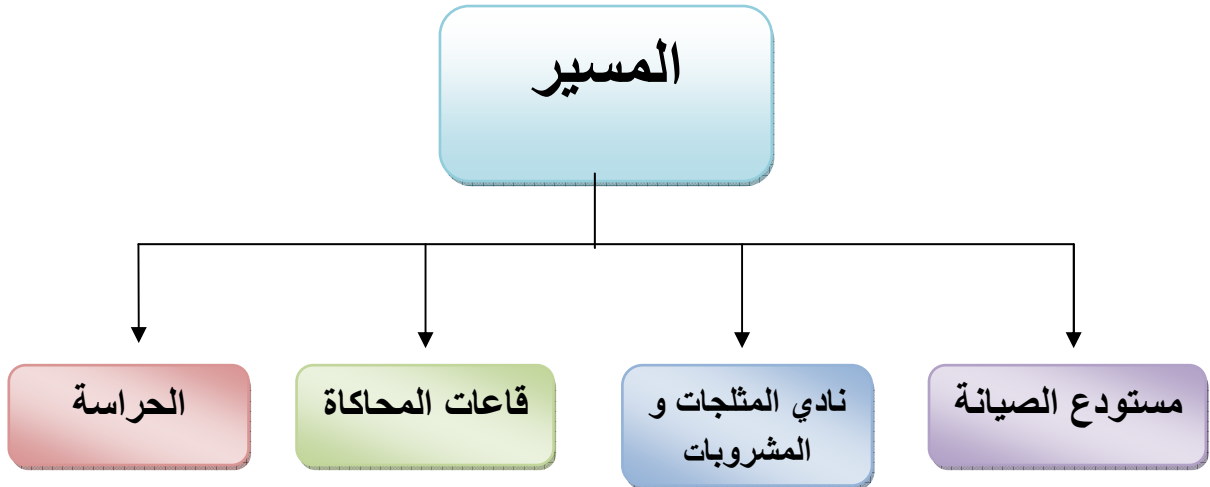 المسير
مستودع الصيانة
نادي المثلجات و
المشروبات
قاعات المحاكاة
الحراسة